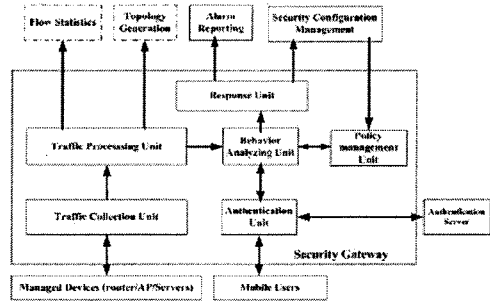 Flow Statistics
Topology
Generation
Alarm
Reporting
Security Configuration
Management
Response Unit
Traffic Processing Unit
Behavior
Analyzing Unit
Policy
management
Unit
Traffic Collection Unit
Authentication
Unit
Authentication
Server
Security Gateway
Managed Devices (router/AP/Servers)
Mobile Users